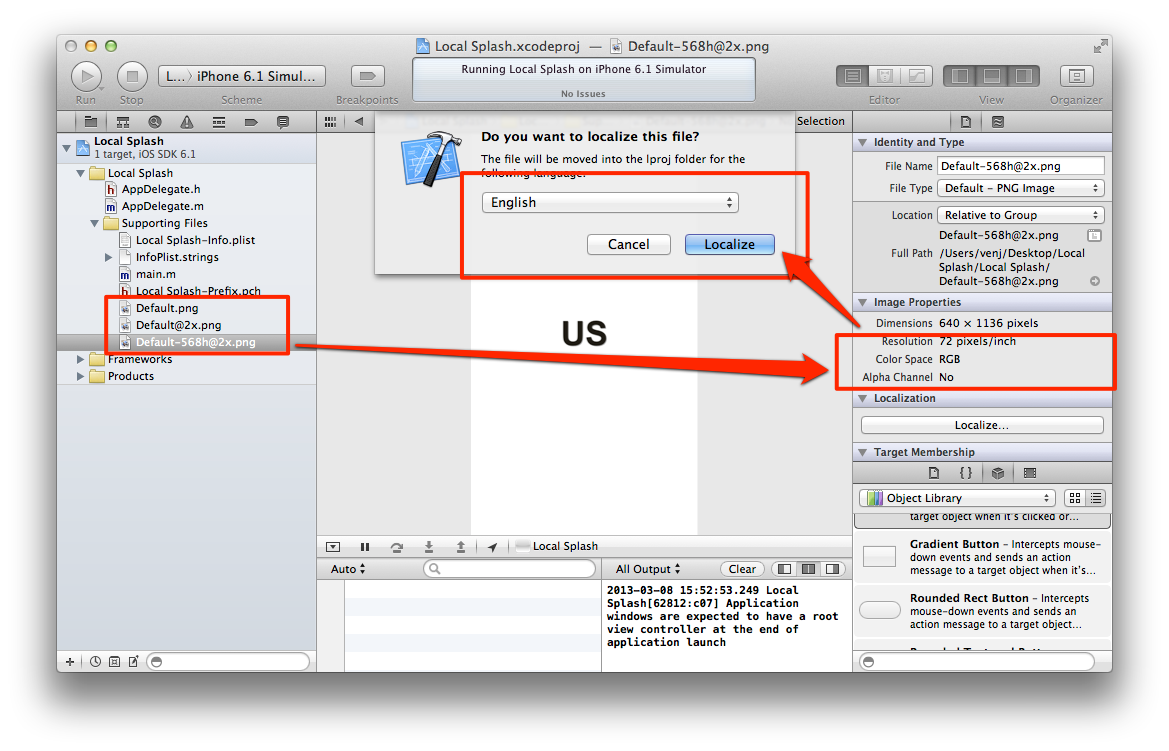 Local Splash.xcodeproj — Default-568h@2x.png
L... › iPhone 6.1 Simul...
Running Local Splash on iPhone 6.1 Simulator
No Issues
Run
Stop
Scheme
Breakpoints
Editor
View
Organizer
Local Splash
1 target, iOS SDK 6.1
Local Splash
AppDelegate.h
AppDelegate.m
Supporting Files
Local Splash-Info.plist
InfoPlist.strings
main.m
Local Splash-Prefix.pch
Default.png
Default@2x.png
Default-568h@2x.png
Frameworks
Products
Selection
Do you want to localize this file?
The file will be moved into the lproj folder for the
following language:
English
Cancel
Localize
US
Identity and Type
File Name Default-568h@2x.png
File Type Default - PNG Image
Location Relative to Group
Default-568h@2x.png
Full Path /Users/venj/Desktop/Local
Splash/Local Splash/
Default-568h@2x.png
Image Properties
Dimensions 640 × 1136 pixels
Resolution 72 pixels/inch
Color Space RGB
Alpha Channel No
Localization
Localize...
Target Membership
Object Library
target object when it's clicked or...
Gradient Button - Intercepts mouse-
down events and sends an action
message to a target object when it's...
Rounded Rect Button - Intercepts
mouse-down events and sends an
action message to a target object...
Local Splash
Auto
All Output
Clear
2013-03-08 15:52:53.249 Local
Splash[62812:c07] Application
windows are expected to have a root
view controller at the end of
application launch